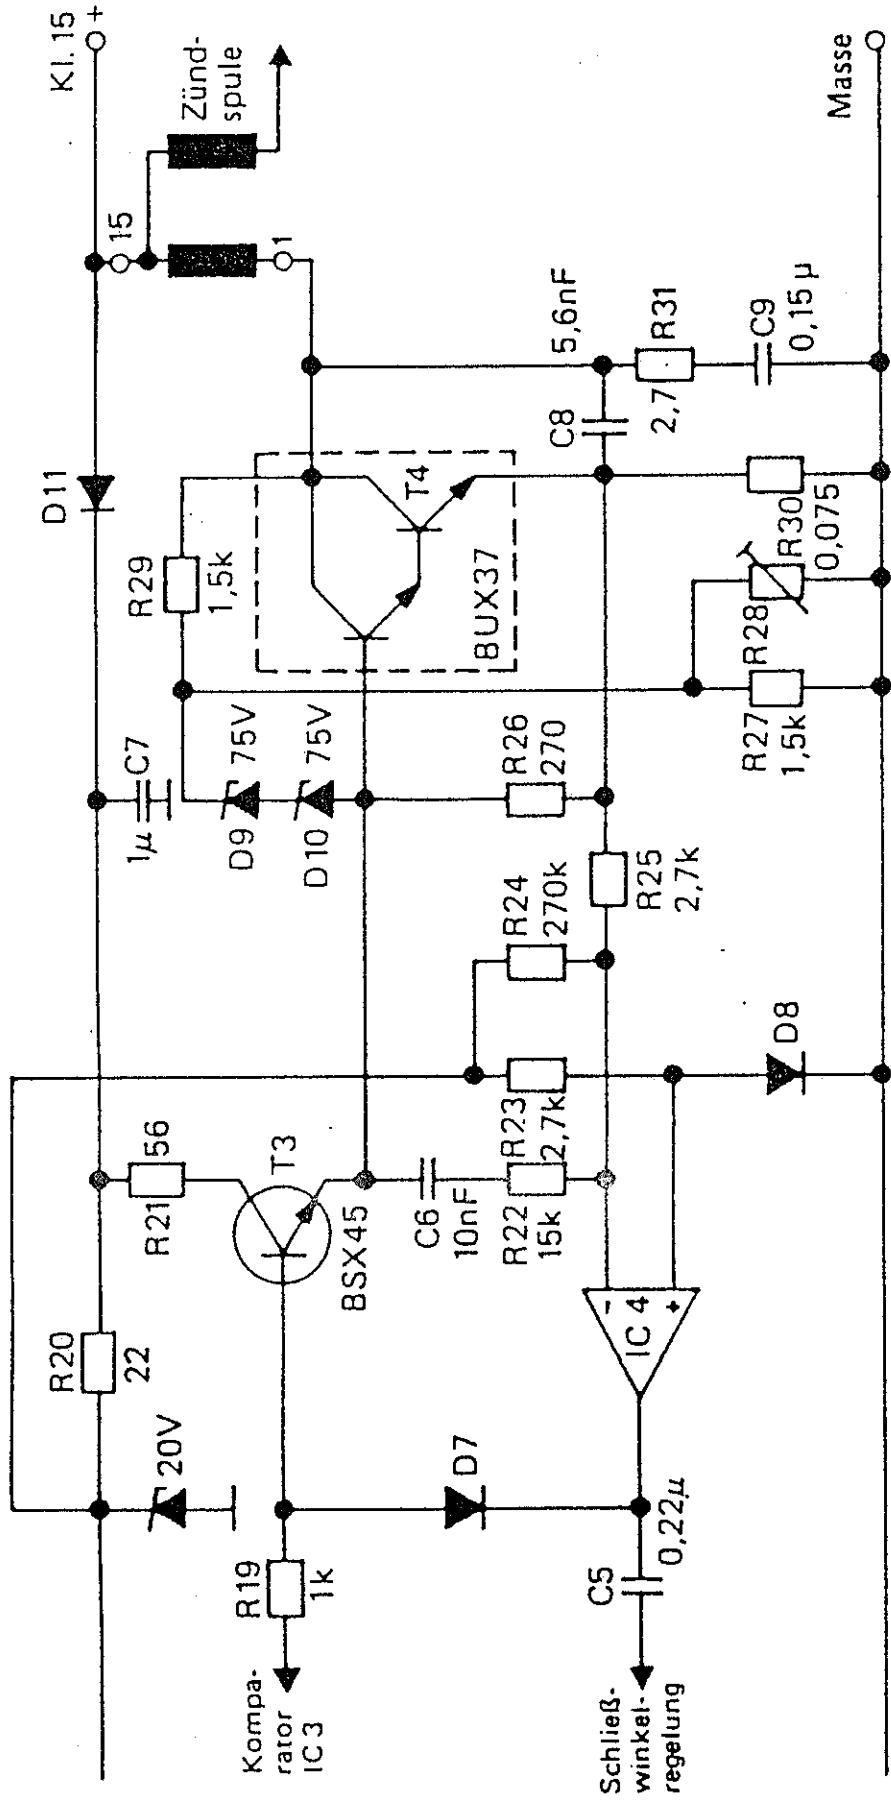 Kl. 15 +
Zünd-
spule
15
1
Masse
D11
R29
1,5k
T4
BUX37
5,6nF
C8
R31
2,7
C9
0,15 µ
R30
0,075
R28
R27
1,5k
C7
1µ
D9
75V
D10
75V
R26
270
R25
2,7k
R24
270k
R23
2,7k
D8
R21
56
T3
BSX45
C6
10nF
R22
15k
R20
22
20V
-
IC 4
+
D7
R19
1k
Kompa-
rator
IC 3
C5
0,22µ
Schließ-
winkel-
regelung